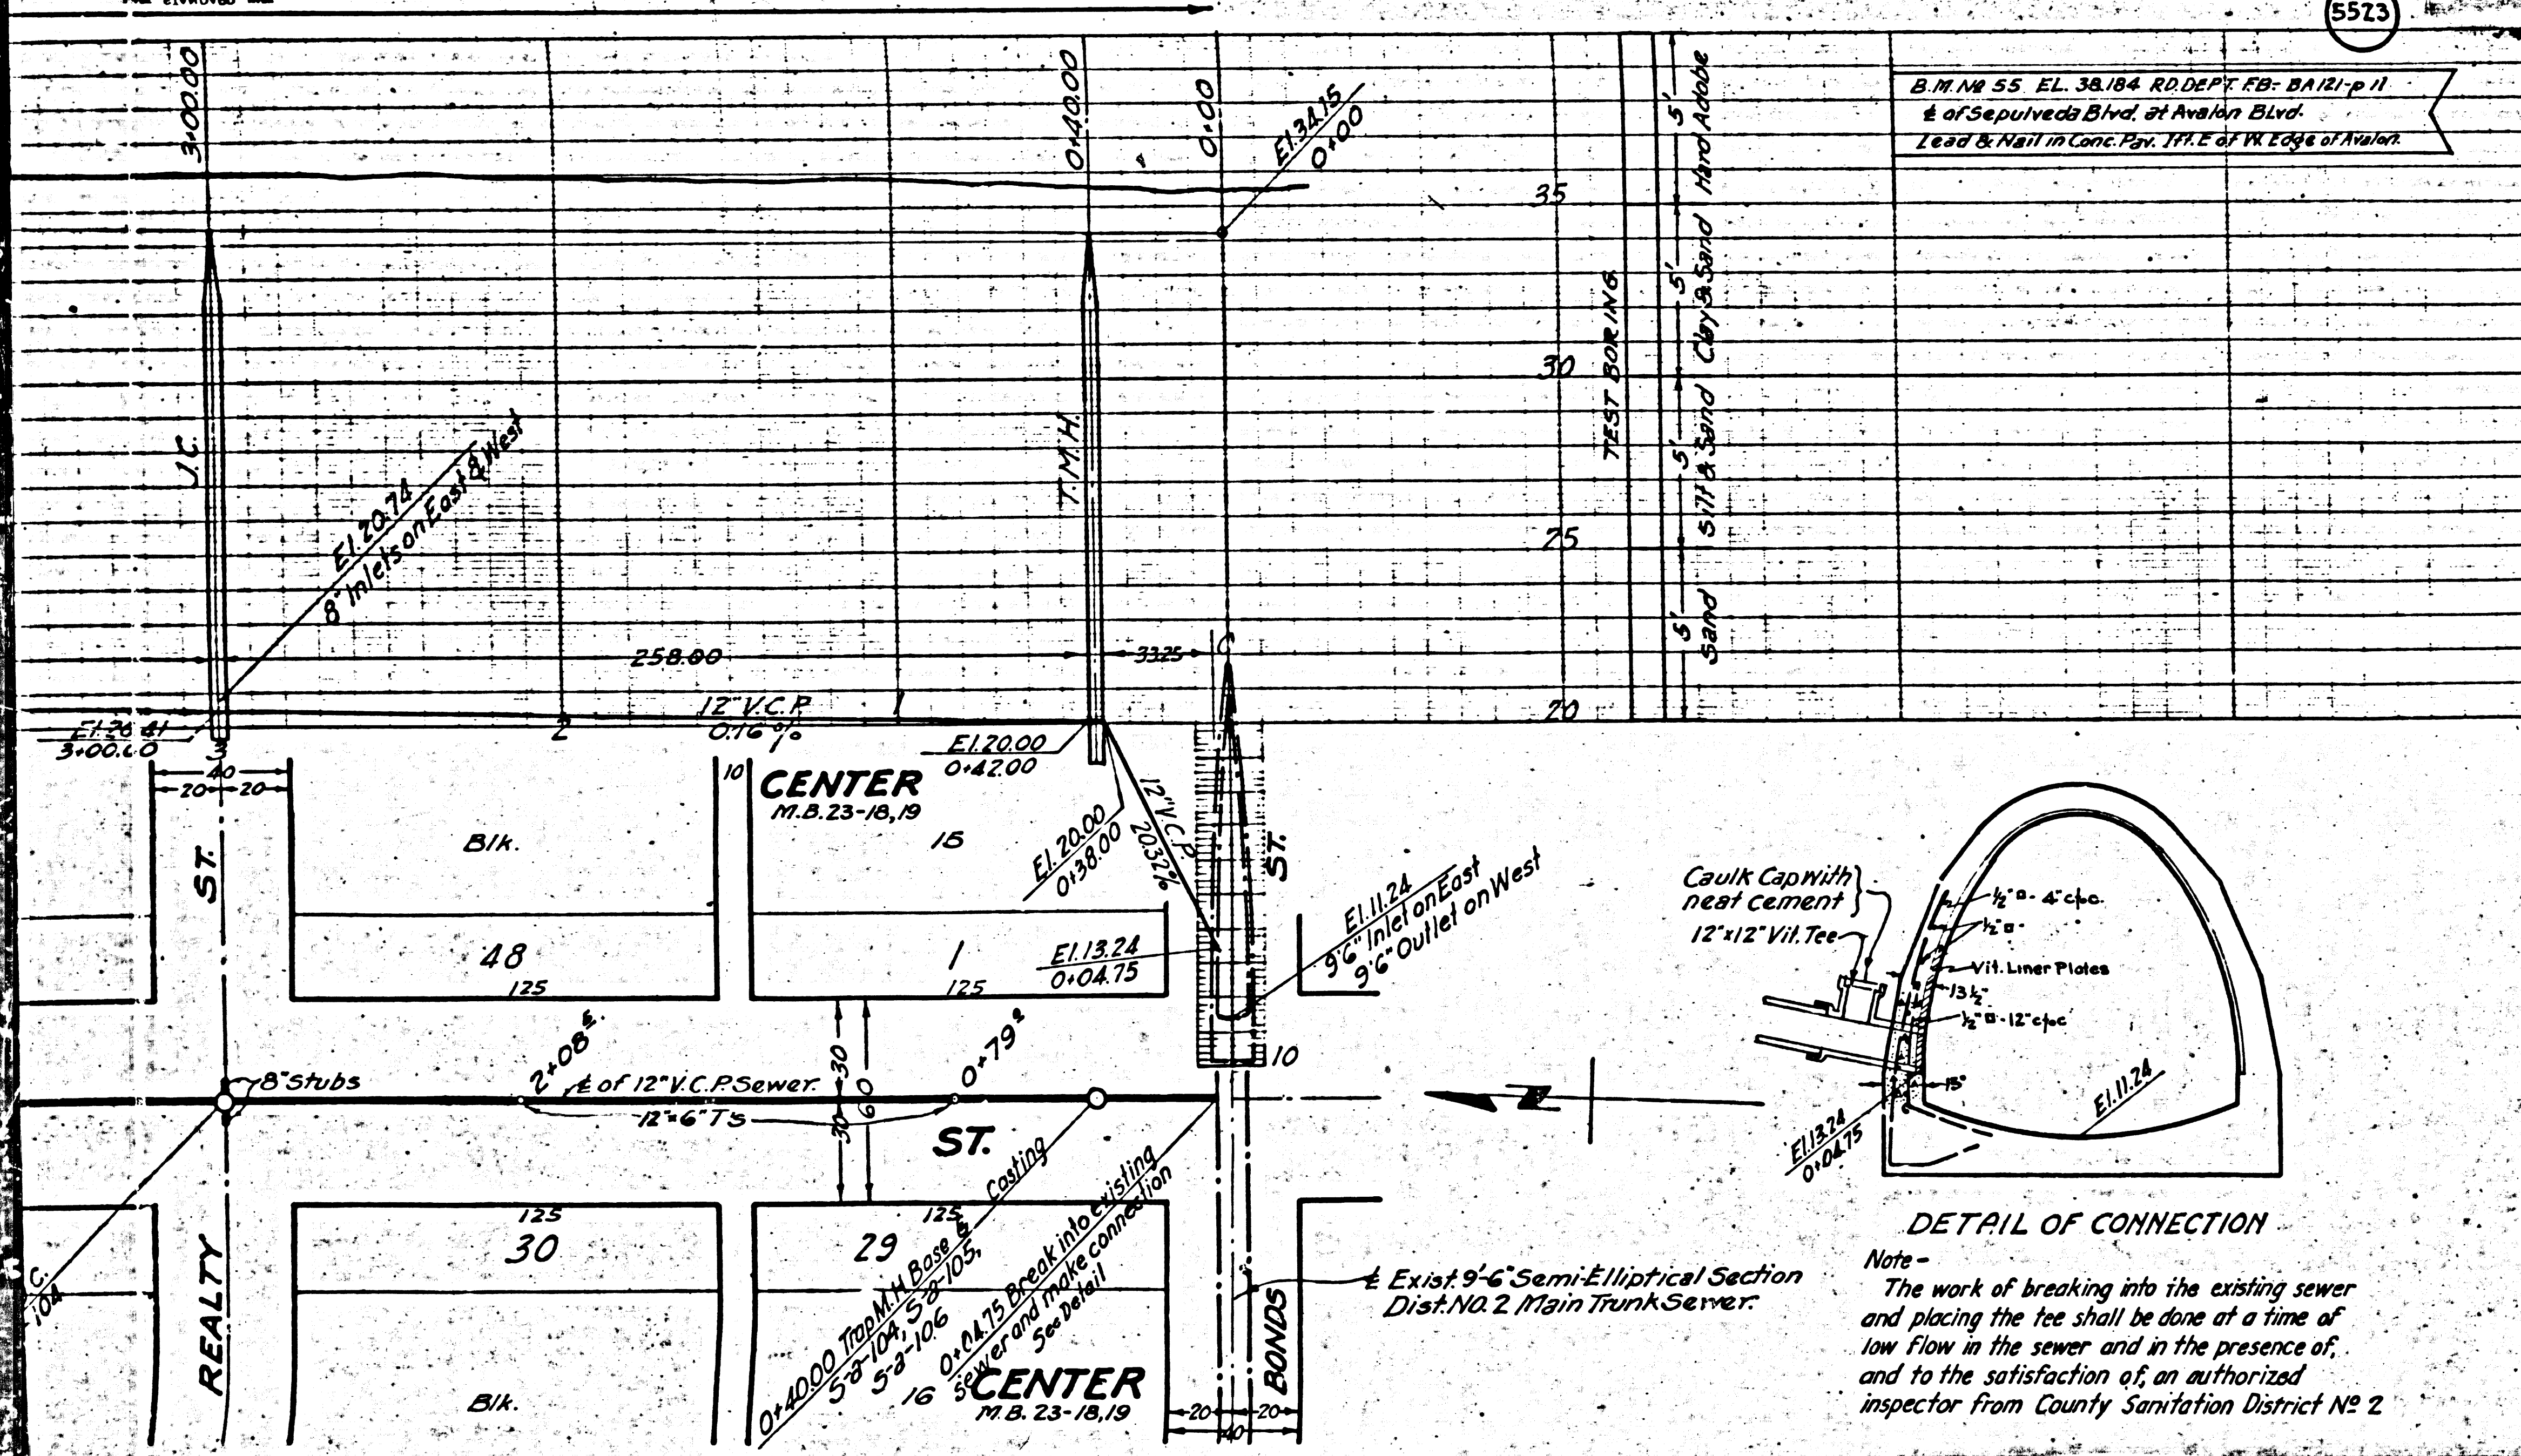 5523
3+00.00
0+40.00
0+00
El.34.15
0+00
B.M. Nº 55 EL. 38.184 RD. DEPT. F.B- BA121-p 11
℄ of Sepulveda Blvd. at Avalon BLvd.
Lead & Nail in Conc. Pav. 1ft. E of W. Edge of Avalon.
35
30
25
20
TEST BORING
5'
5'
5'
5'
Hard Adobe
Clay & Sand
Silt & Sand
Sand
J.C.
T.M.H.
El. 20.74
8" Inlets on East & West
258.00
33.25
12" V.C.P.
0.16 %
3
2
1
3+00.00
El. 20.00
0+42.00
El. 20.00
0+38.00
12" V.C.P.
20.32%
40
20
20
10
CENTER
M.B. 23-18,19
Blk.
15
ST.
ST.
48
125
1
125
El. 13.24
0+04.75
El. 11.24
9'6" Inlet on East
9'6" Outlet on West
10
8" Stubs
2+08
℄ of 12" V.C.P. Sewer.
12"x6" T's
0+79
30
60
30
ST.
125
30
125
29
REALTY
Blk.
0+40.00 Trap M.H. Base & Casting
S-a-104, S-a-105,
S-a-106
0+04.75 Break into existing
sewer and make connection
See Detail
16
CENTER
M.B. 23-18,19
BONDS
20
20
40
℄ Exist. 9'-6" Semi-Elliptical Section
Dist. NO. 2 Main Trunk Sewer.
Caulk Cap with
neat cement
12"x12" Vit. Tee
½"□- 4" c to c.
½"□-
Vit. Liner Plates
13½"
½"□-12" c to c
15"
El. 11.24
El. 13.24
0+04.75
DETAIL OF CONNECTION
Note-
The work of breaking into the existing sewer
and placing the tee shall be done at a time of
low flow in the sewer and in the presence of,
and to the satisfaction of, an authorized
inspector from County Sanitation District Nº 2